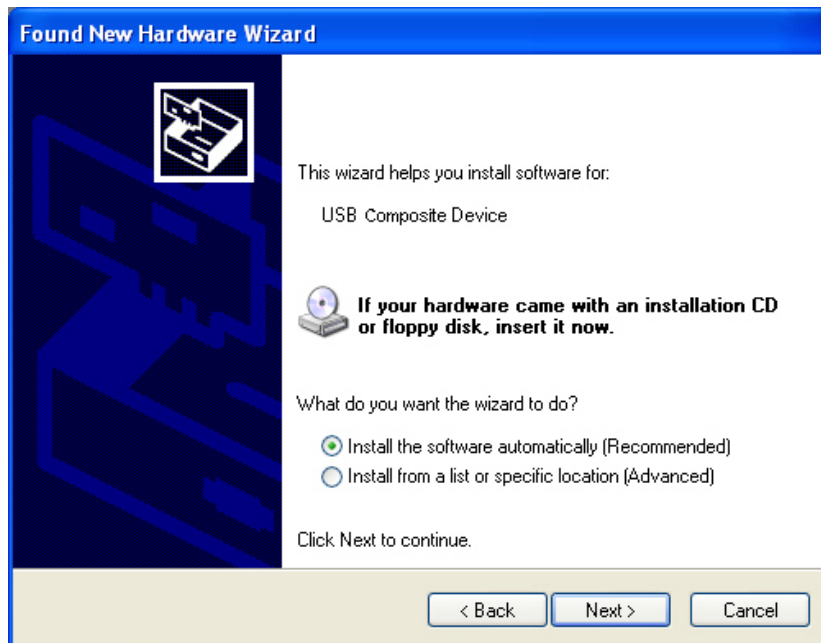 Found New Hardware Wizard
This wizard helps you install software for:
USB Composite Device
If your hardware came with an installation CD
or floppy disk, insert it now.
What do you want the wizard to do?
Install the software automatically (Recommended)
Install from a list or specific location (Advanced)
Click Next to continue.
< Back
Next >
Cancel